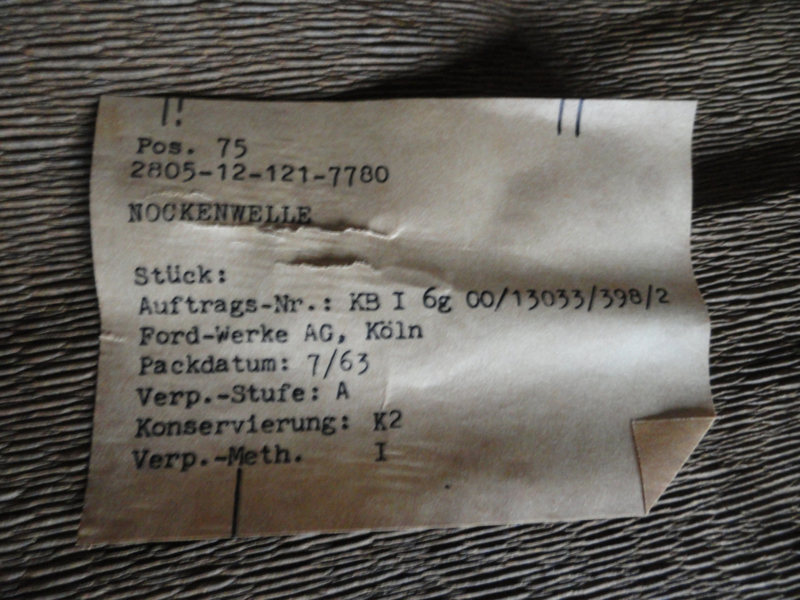 Pos. 75
2805-12-121-7780
NOCKENWELLE
Stück:
Auftrags-Nr.: KB I 6g 00/13033/398/2
Ford-Werke AG, Köln
Packdatum: 7/63
Verp.-Stufe: A
Konservierung: K2
Verp.-Meth. I